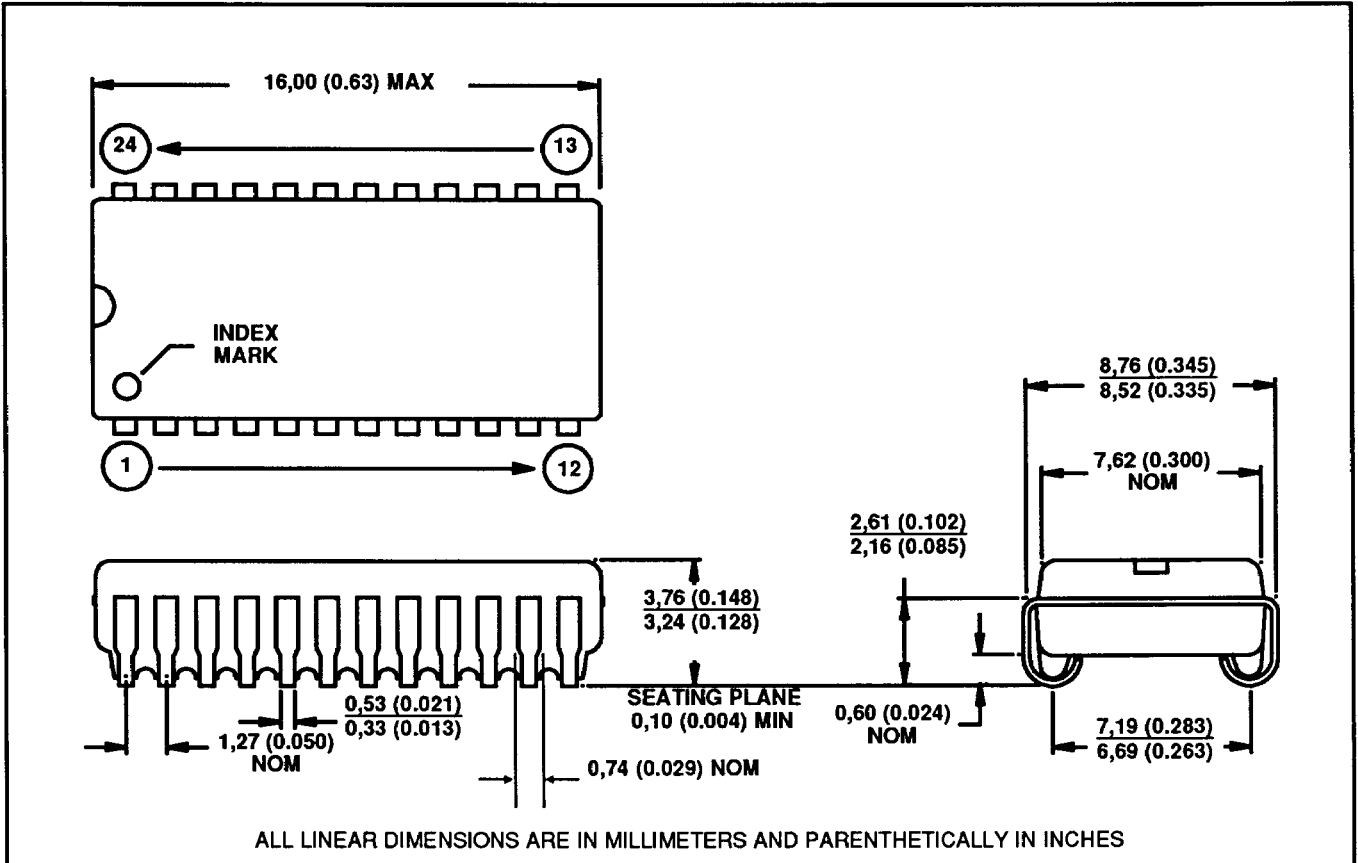 16,00 (0.63) MAX
24
13
INDEX
MARK
1
12
8,76 (0.345)
8,52 (0.335)
7,62 (0.300)
NOM
2,61 (0.102)
2,16 (0.085)
3,76 (0.148)
3,24 (0.128)
SEATING PLANE
0,10 (0.004) MIN
0,53 (0.021)
0,33 (0.013)
1,27 (0.050)
NOM
0,74 (0.029) NOM
0,60 (0.024)
NOM
7,19 (0.283)
6,69 (0.263)
ALL LINEAR DIMENSIONS ARE IN MILLIMETERS AND PARENTHETICALLY IN INCHES